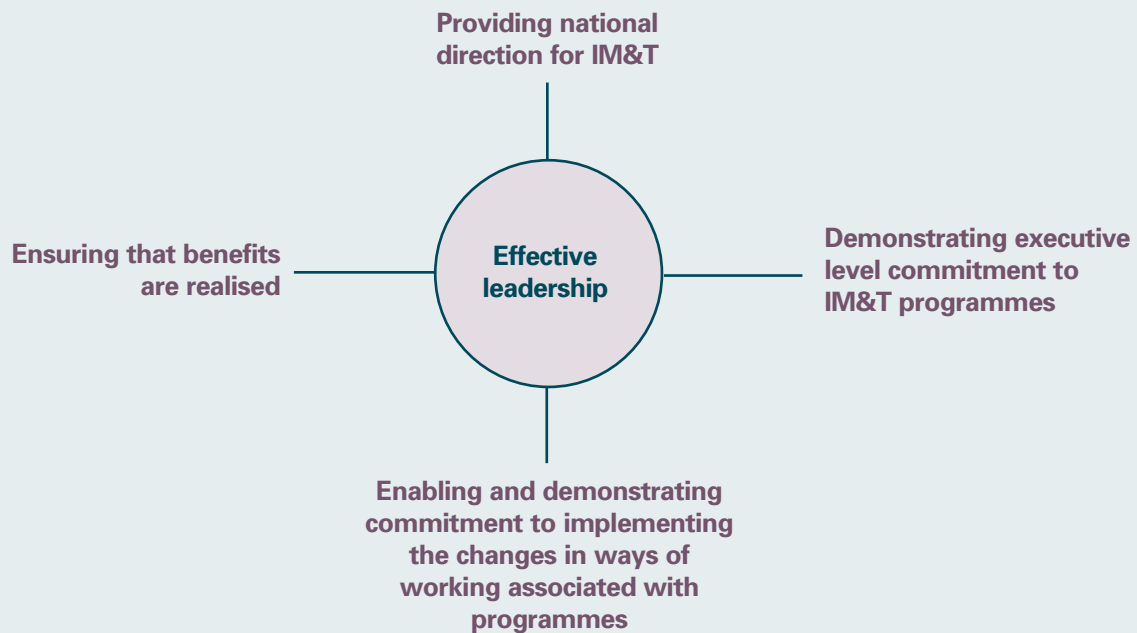 Providing national
direction for IM&T
Ensuring that benefits
are realised
Effective
leadership
Demonstrating executive
level commitment to
IM&T programmes
Enabling and demonstrating
commitment to implementing
the changes in ways of
working associated with
programmes